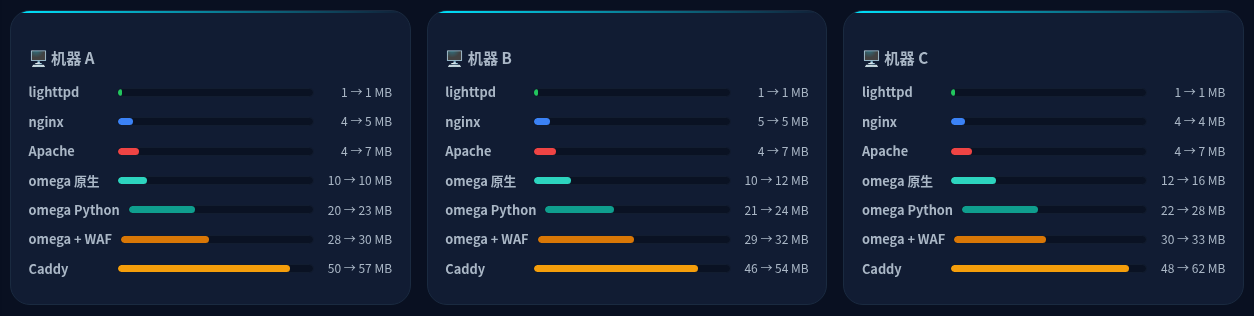 机器 A
lighttpd 1 → 1 MB
nginx 4 → 5 MB
Apache 4 → 7 MB
omega 原生 10 → 10 MB
omega Python 20 → 23 MB
omega + WAF 28 → 30 MB
Caddy 50 → 57 MB
机器 B
lighttpd 1 → 1 MB
nginx 5 → 5 MB
Apache 4 → 7 MB
omega 原生 10 → 12 MB
omega Python 21 → 24 MB
omega + WAF 29 → 32 MB
Caddy 46 → 54 MB
机器 C
lighttpd 1 → 1 MB
nginx 4 → 4 MB
Apache 4 → 7 MB
omega 原生 12 → 16 MB
omega Python 22 → 28 MB
omega + WAF 30 → 33 MB
Caddy 48 → 62 MB